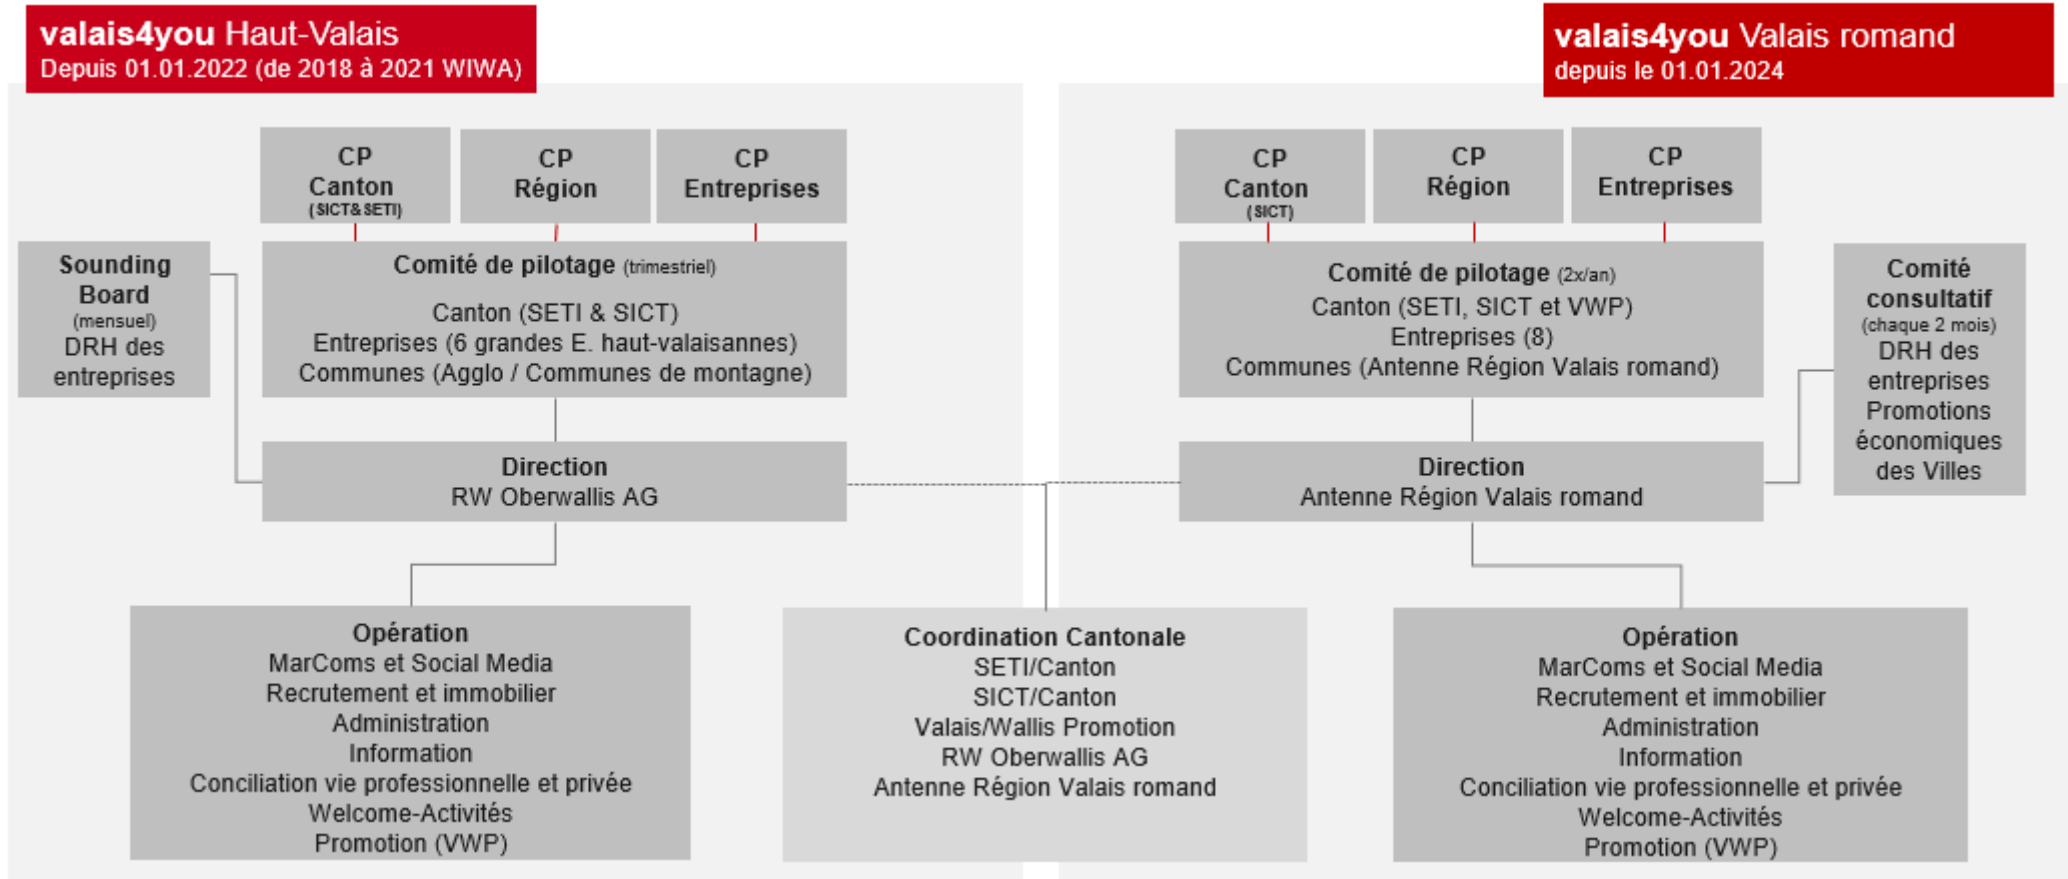 valais4you Haut-Valais
Depuis 01.01.2022 (de 2018 à 2021 WIWA)
CP
Canton
(SICT&SETI)
CP
Région
CP
Entreprises
Sounding
Board
(mensuel)
DRH des
entreprises
Comité de pilotage (trimestriel)
Canton (SETI & SICT)
Entreprises (6 grandes E. haut-valaisannes)
Communes (Agglo / Communes de montagne)
Direction
RW Oberwallis AG
Opération
MarComs et Social Media
Recrutement et immobilier
Administration
Information
Conciliation vie professionnelle et privée
Welcome-Activités
Promotion (VWP)
Coordination Cantonale
SETI/Canton
SICT/Canton
Valais/Wallis Promotion
RW Oberwallis AG
Antenne Région Valais romand
valais4you Valais romand
depuis le 01.01.2024
CP
Canton
(SICT)
CP
Région
CP
Entreprises
Comité de pilotage (2x/an)
Canton (SETI, SICT et VWP)
Entreprises (8)
Communes (Antenne Région Valais romand)
Comité
consultatif
(chaque 2 mois)
DRH des
entreprises
Promotions
économiques
des Villes
Direction
Antenne Région Valais romand
Opération
MarComs et Social Media
Recrutement et immobilier
Administration
Information
Conciliation vie professionnelle et privée
Welcome-Activités
Promotion (VWP)